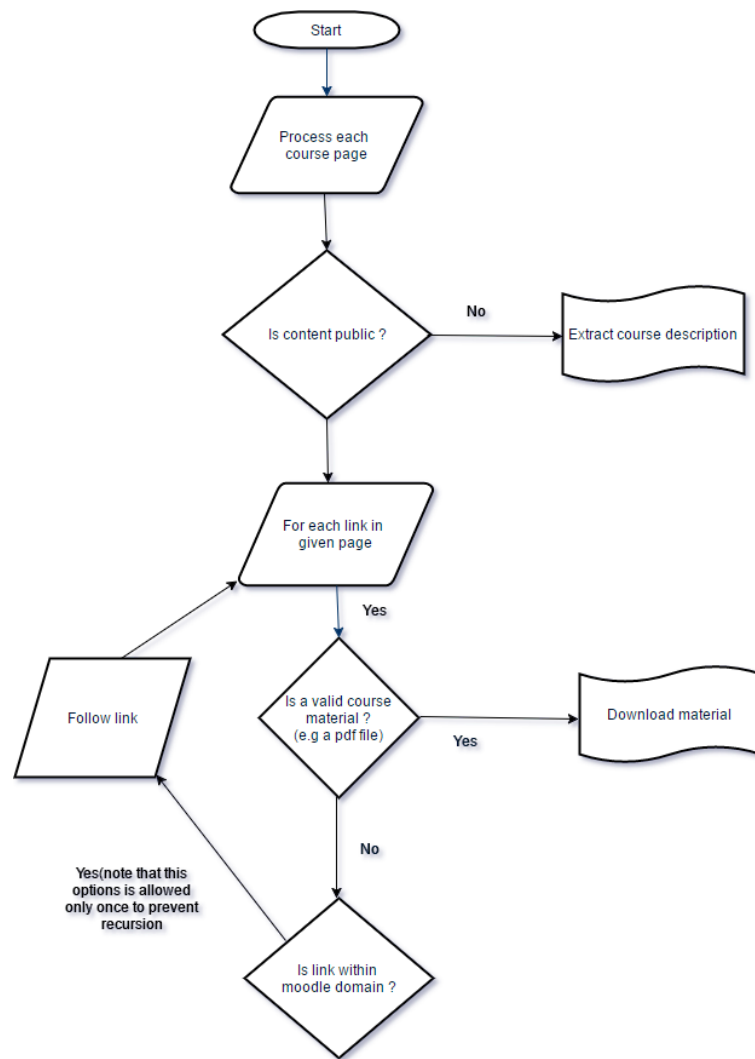 Start
Process each
course page
Is content public ?
No
Extract course description
For each link in
given page
Yes
Is a valid course
material ?
(e.g a pdf file)
Yes
Download material
Follow link
No
Yes(note that this
options is allowed
only once to prevent
recursion
Is link within
moodle domain ?